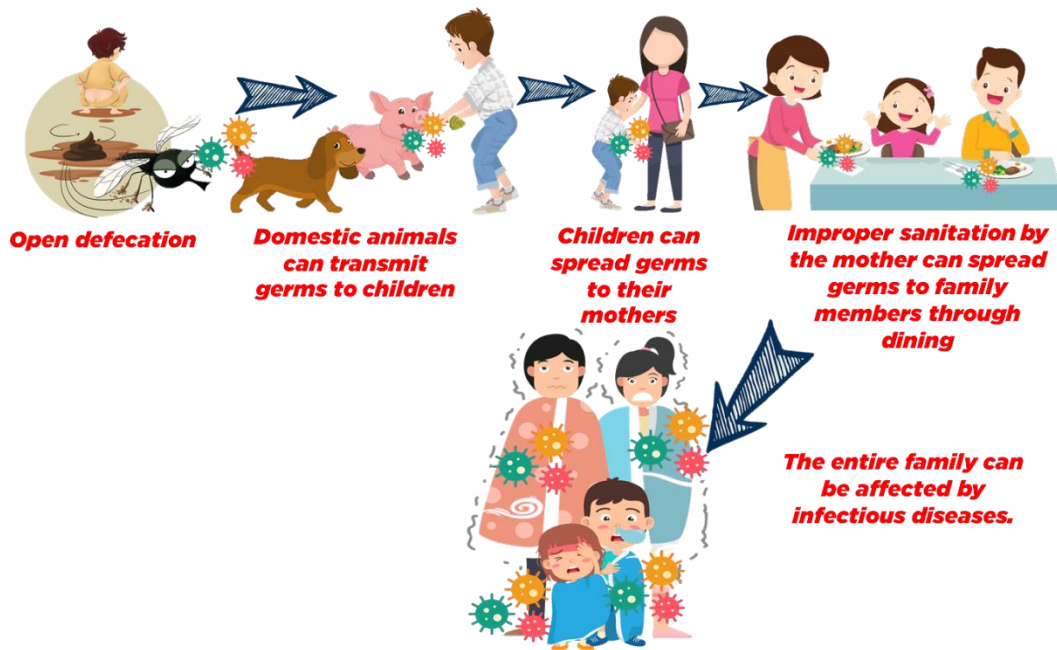 Open defecation
Domestic animals
can transmit
germs to children
Children can
spread germs
to their
mothers
Improper sanitation by
the mother can spread
germs to family
members through
dining
The entire family can
be affected by
infectious diseases.